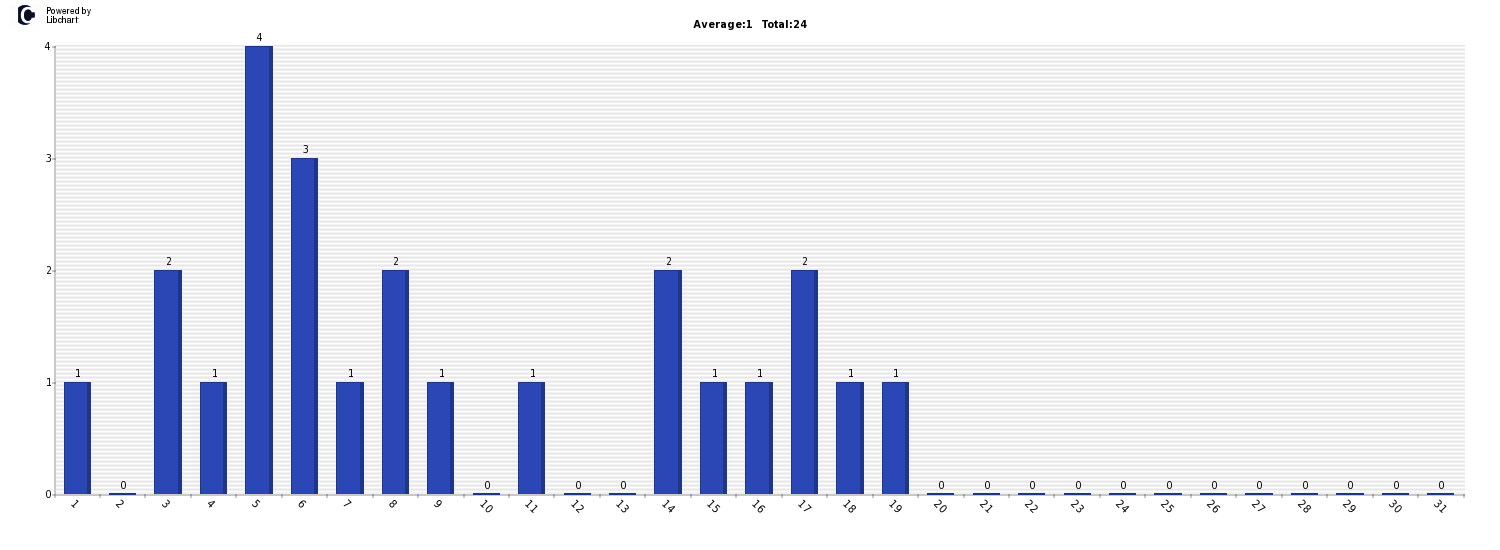 Powered by
Libchart
Average:1 Total:24
4
3
2
1
0
1 0 2 1 4 3 1 2 1 0 1 0 0 2 1 1 2 1 1 0 0 0 0 0 0 0 0 0 0 0 0
1 2 3 4 5 6 7 8 9 10 11 12 13 14 15 16 17 18 19 20 21 22 23 24 25 26 27 28 29 30 31